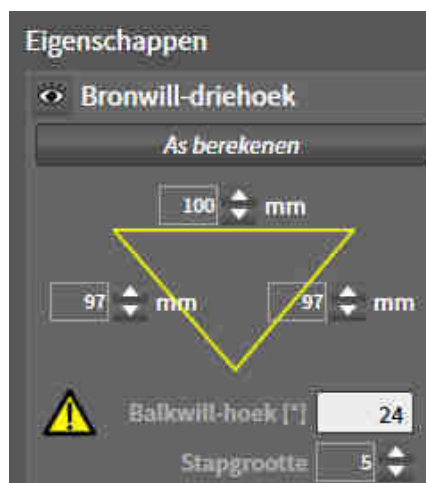 Eigenschappen
Bronwill-driehoek
As berekenen
100 mm
97 mm 97 mm
Balkwill-hoek [°] 24
Stapgrootte 5